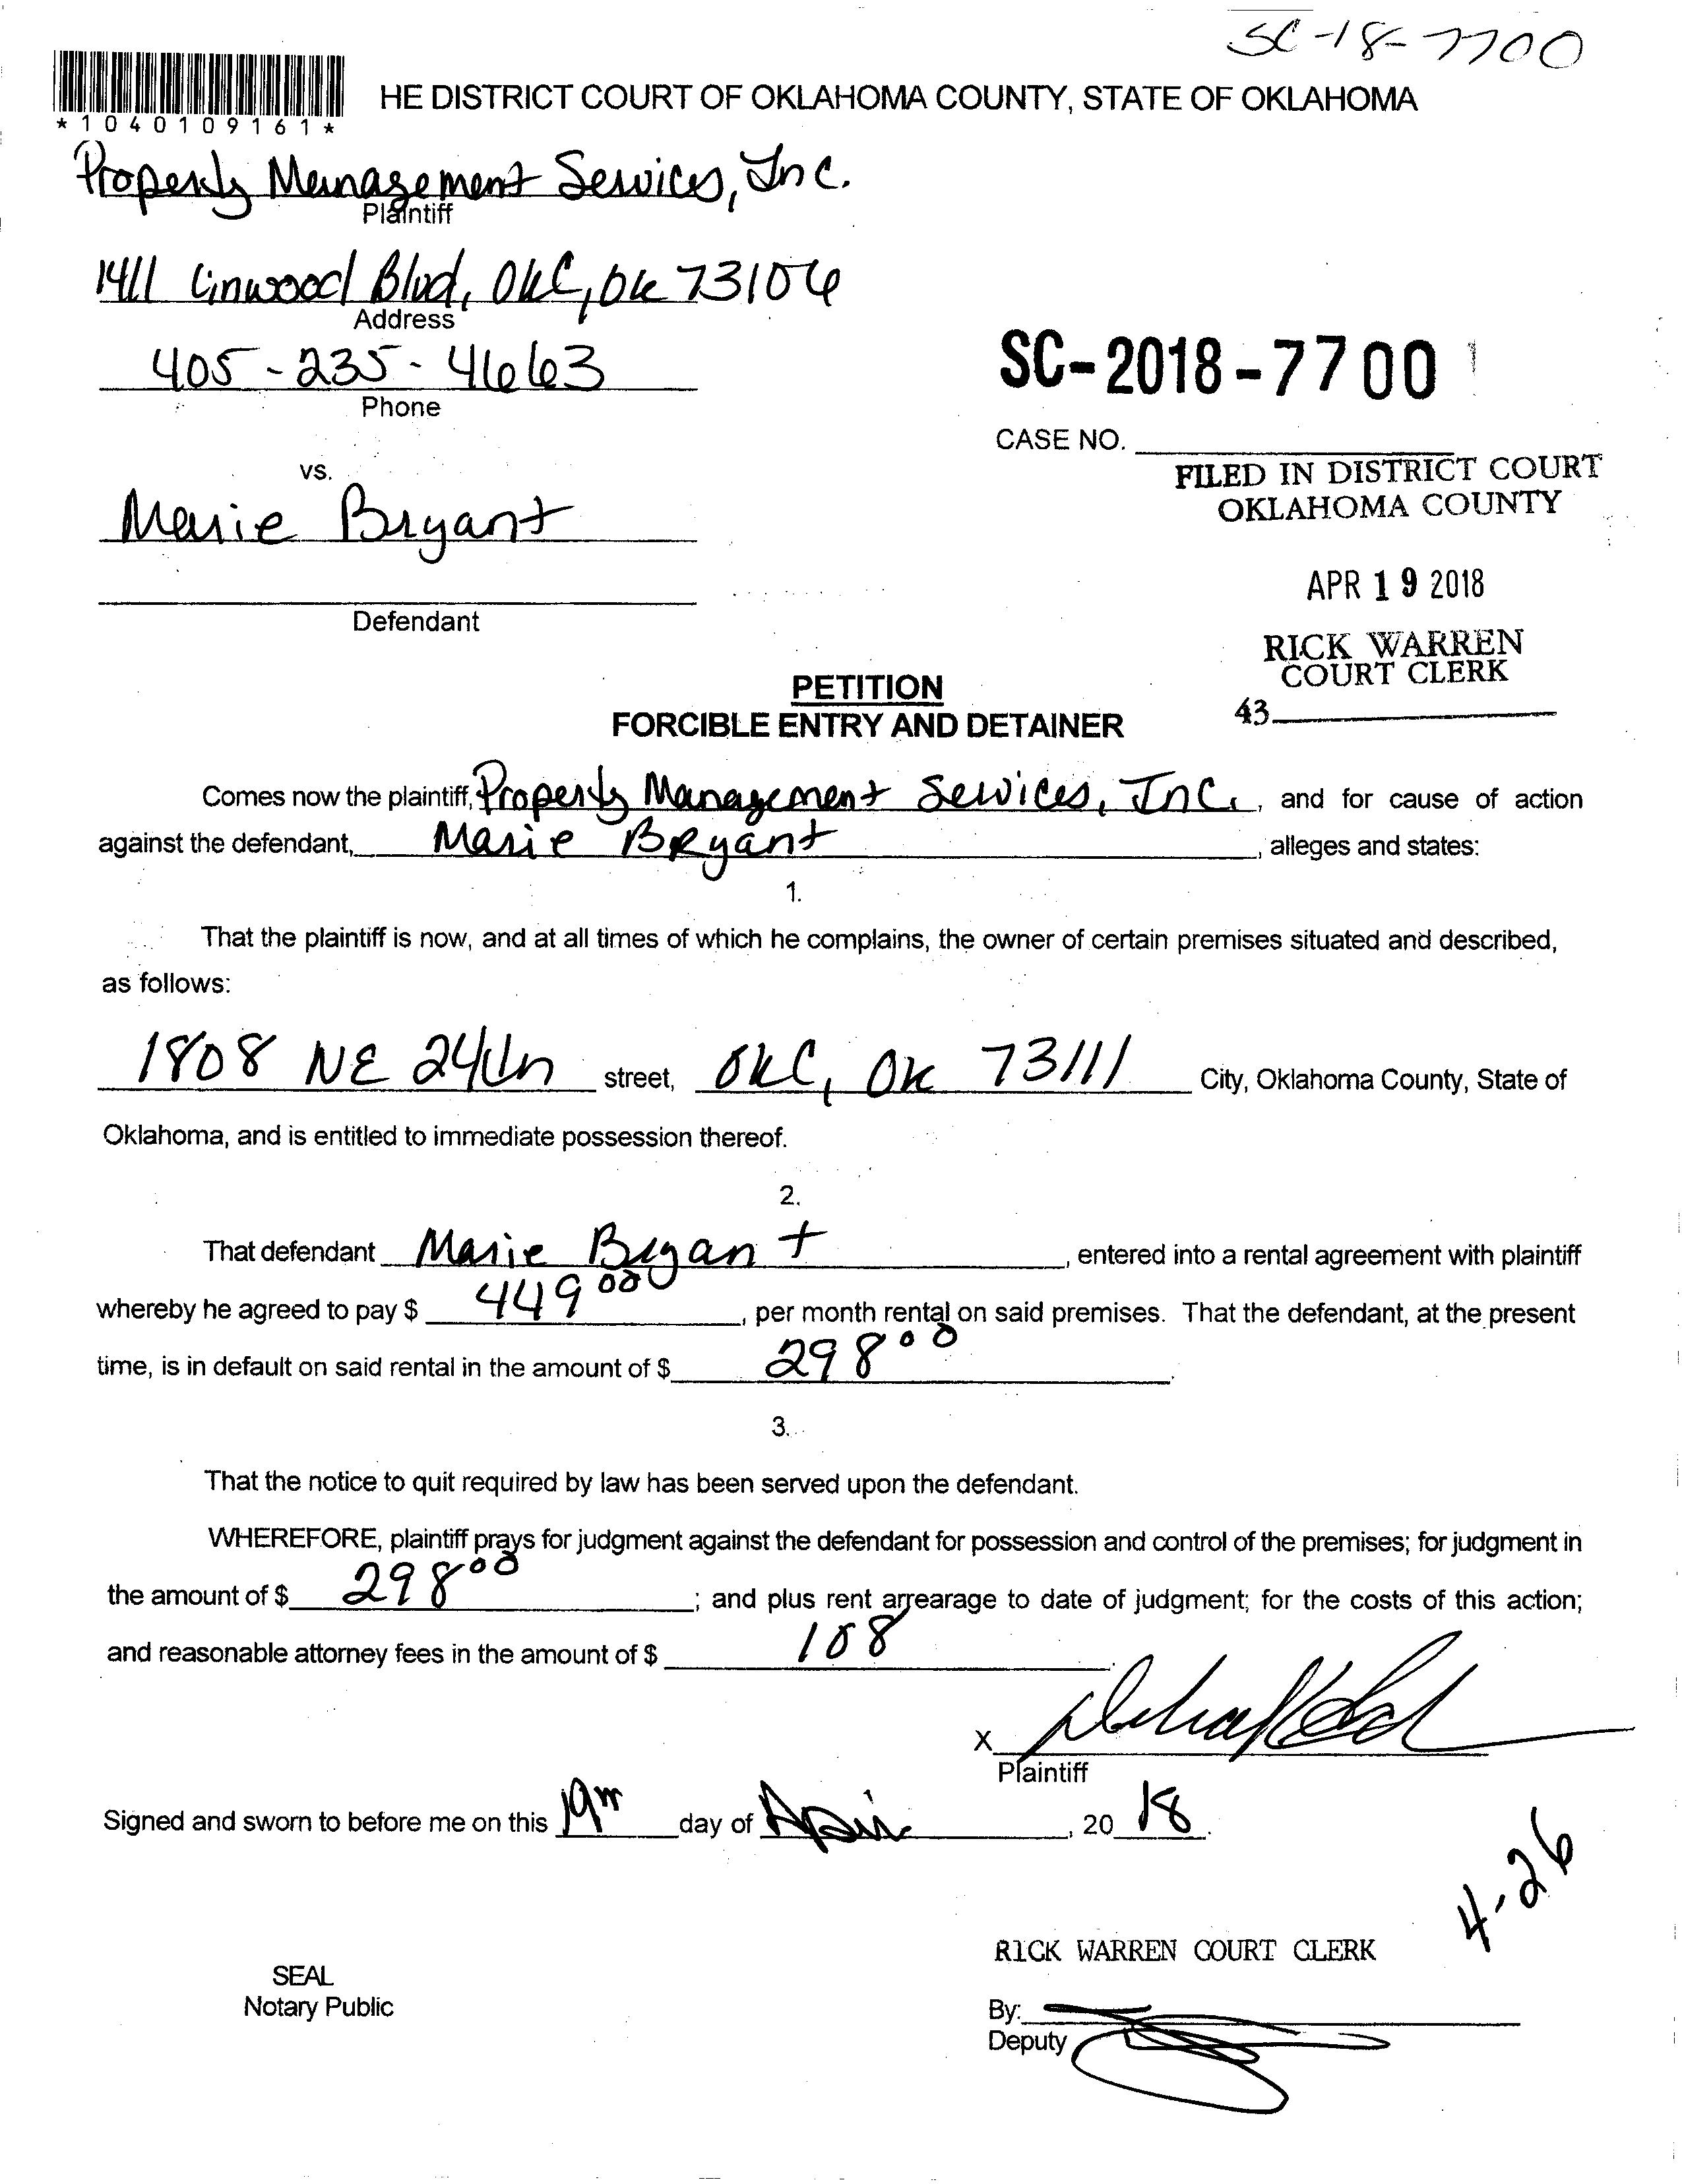 SC-18-7700
HE DISTRICT COURT OF OKLAHOMA COUNTY, STATE OF OKLAHOMA
*1040109161*
Property Management Services, Inc.
Plaintiff
1411 Linwood Blvd, OKC, OK 73106
Address
405-235-4663
Phone
SC-2018-7700
CASE NO.
FILED IN DISTRICT COURT
OKLAHOMA COUNTY
vs.
Marie Bryant
APR 19 2018
Defendant
RICK WARREN
COURT CLERK
43
PETITION
FORCIBLE ENTRY AND DETAINER
Comes now the plaintiff, Property Management Services, Inc., and for cause of action
against the defendant, Marie Bryant, alleges and states:
1.
That the plaintiff is now, and at all times of which he complains, the owner of certain premises situated and described,
as follows:
1808 NE 24th street, OKC, OK 73111 City, Oklahoma County, State of
Oklahoma, and is entitled to immediate possession thereof.
2.
That defendant Marie Bryant, entered into a rental agreement with plaintiff
whereby he agreed to pay $ 449 00, per month rental on said premises. That the defendant, at the present
time, is in default on said rental in the amount of $ 298 00.
3.
That the notice to quit required by law has been served upon the defendant.
WHEREFORE, plaintiff prays for judgment against the defendant for possession and control of the premises; for judgment in
the amount of $ 298 00; and plus rent arrearage to date of judgment; for the costs of this action;
and reasonable attorney fees in the amount of $ 108.
X
Plaintiff
Signed and sworn to before me on this 19 day of April, 20 18.
4-26
RICK WARREN COURT CLERK
SEAL
Notary Public
By:
Deputy